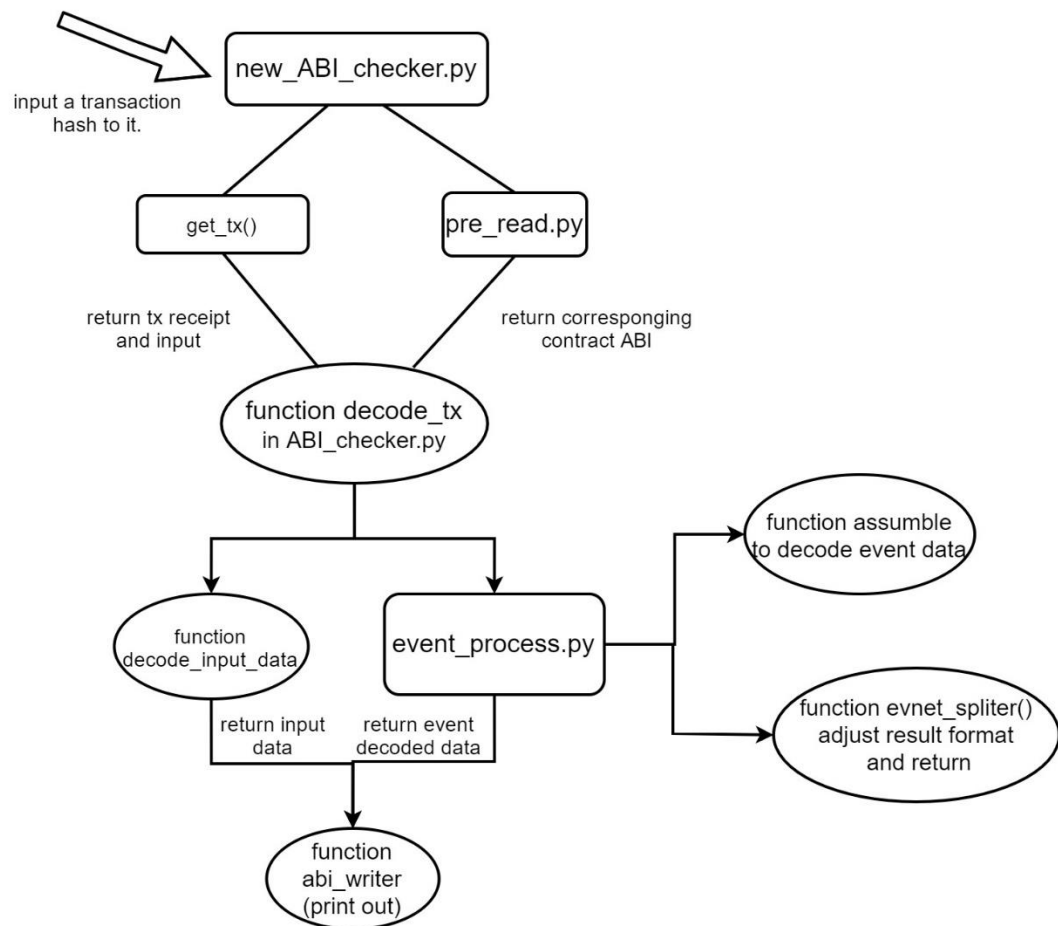 new_ABI_checker.py
input a transaction
hash to it.
get_tx()
pre_read.py
return tx receipt
and input
return corresponging
contract ABI
function decode_tx
in ABI_checker.py
function assumble
to decode event data
function
decode_input_data
event_process.py
function evnet_spliter()
adjust result format
and return
return input
data
return event
decoded data
function
abi_writer
(print out)